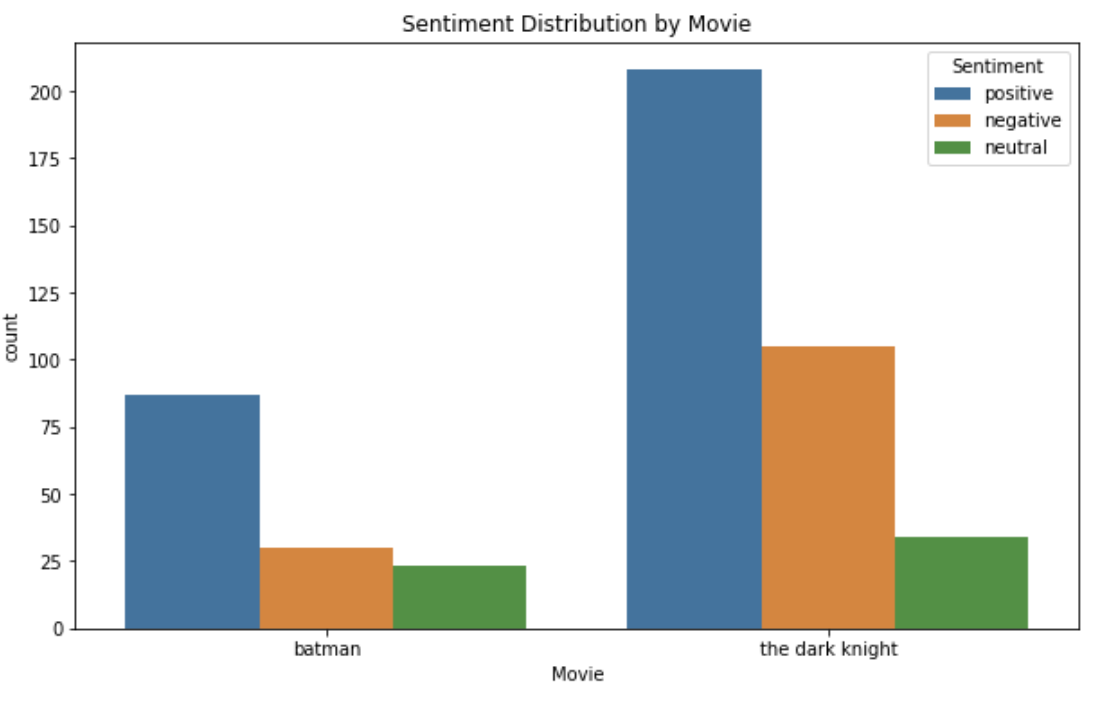 Sentiment Distribution by Movie
Sentiment
positive
negative
neutral
200
175
150
125
100
75
50
25
0
count
batman
the dark knight
Movie